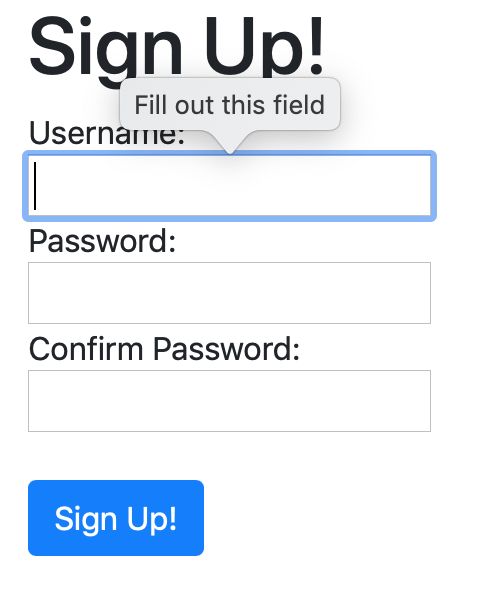 Sign Up!
Fill out this field
Username:
Password:
Confirm Password:
Sign Up!